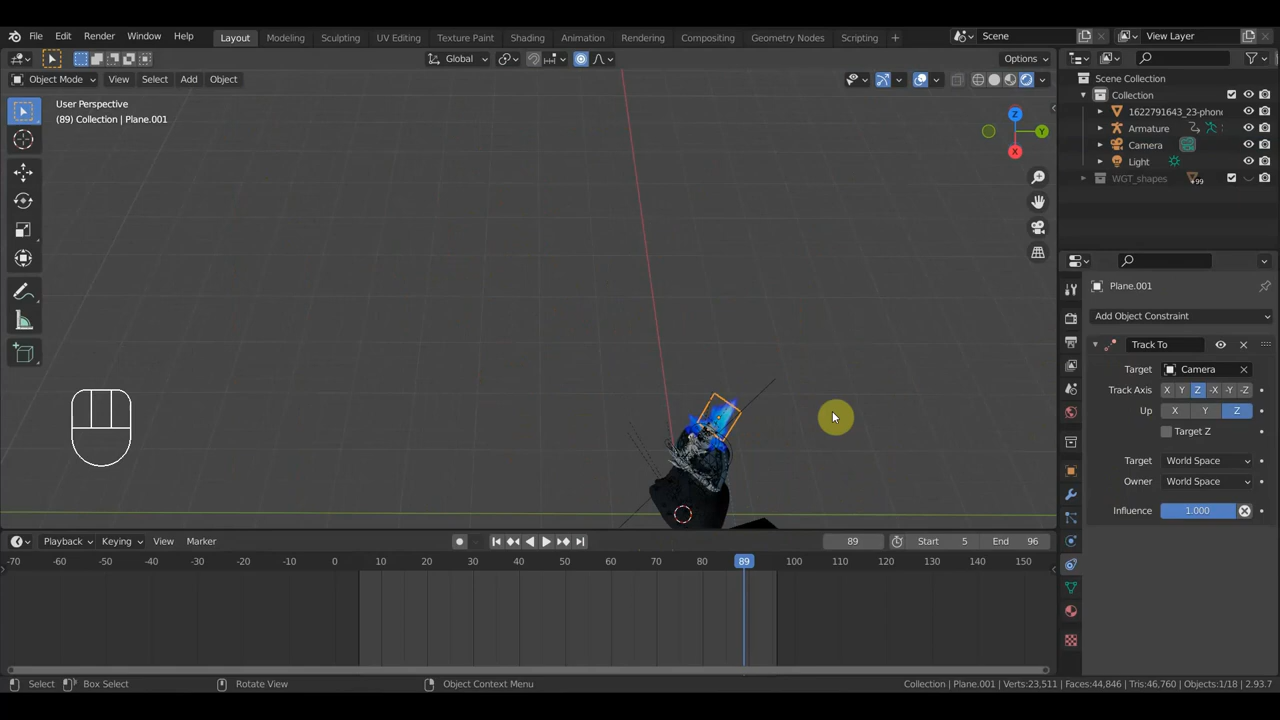 File Edit Render Window Help Layout Modeling Sculpting UV Editing Texture Paint Shading Animation Rendering Compositing Geometry Nodes Scripting + Scene View Layer
Global Options
Object Mode View Select Add Object
User Perspective
(89) Collection | Plane.001
Z
Y
X
Scene Collection
Collection
1622791643_23-phone
Armature
Camera
Light
WGT_shapes 99
Plane.001
Add Object Constraint
Track To
Target Camera
Track Axis X Y Z -X -Y -Z
Up X Y Z
Target Z
Target World Space
Owner World Space
Influence 1.000
Playback Keying View Marker 89 Start 5 End 96
-70 -60 -50 -40 -30 -20 -10 0 10 20 30 40 50 60 70 80 89 100 110 120 130 140 150
Select Box Select Rotate View Object Context Menu Collection | Plane.001 | Verts:23,511 | Faces:44,846 | Tris:46,760 | Objects:1/18 | 2.93.7